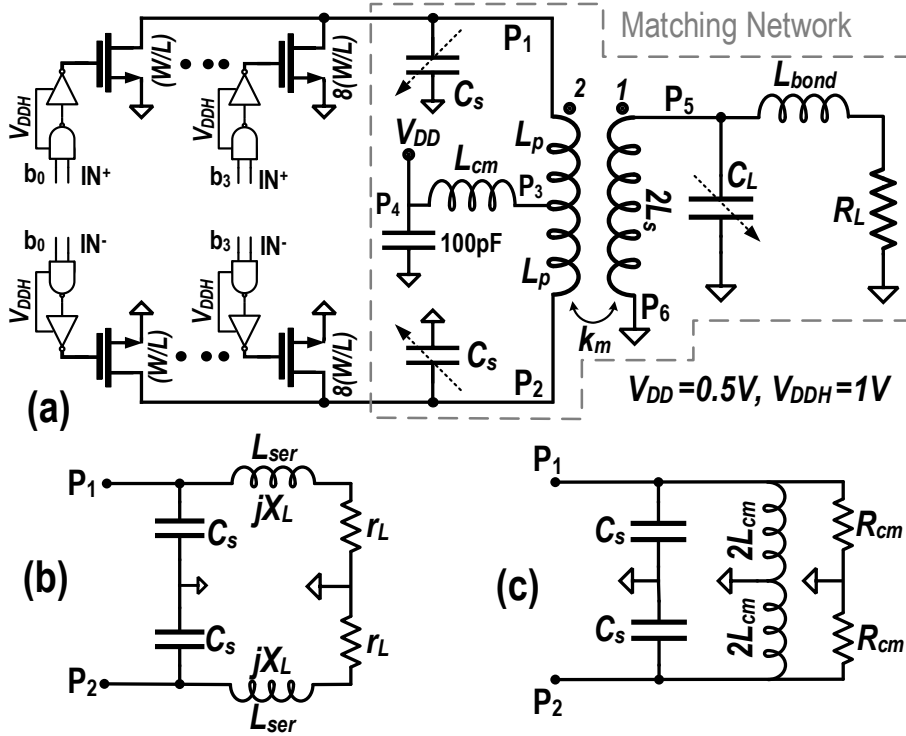 Matching Network
P1
2
1
P5
Lbond
(W/L)
8(W/L)
Cs
VDDH
VDDH
VDD
Lcm
P3
P4
Lp
2Ls
CL
RL
b0 IN+
b3 IN+
100pF
b0 IN-
b3 IN-
Lp
P6
VDDH
VDDH
km
Cs
(W/L)
8(W/L)
P2
VDD=0.5V, VDDH=1V
(a)
Lser
P1
jXL
Cs
rL
(b)
Cs
rL
jXL
P2
Lser
P1
Cs
2Lcm
Rcm
(c)
Cs
2Lcm
Rcm
P2